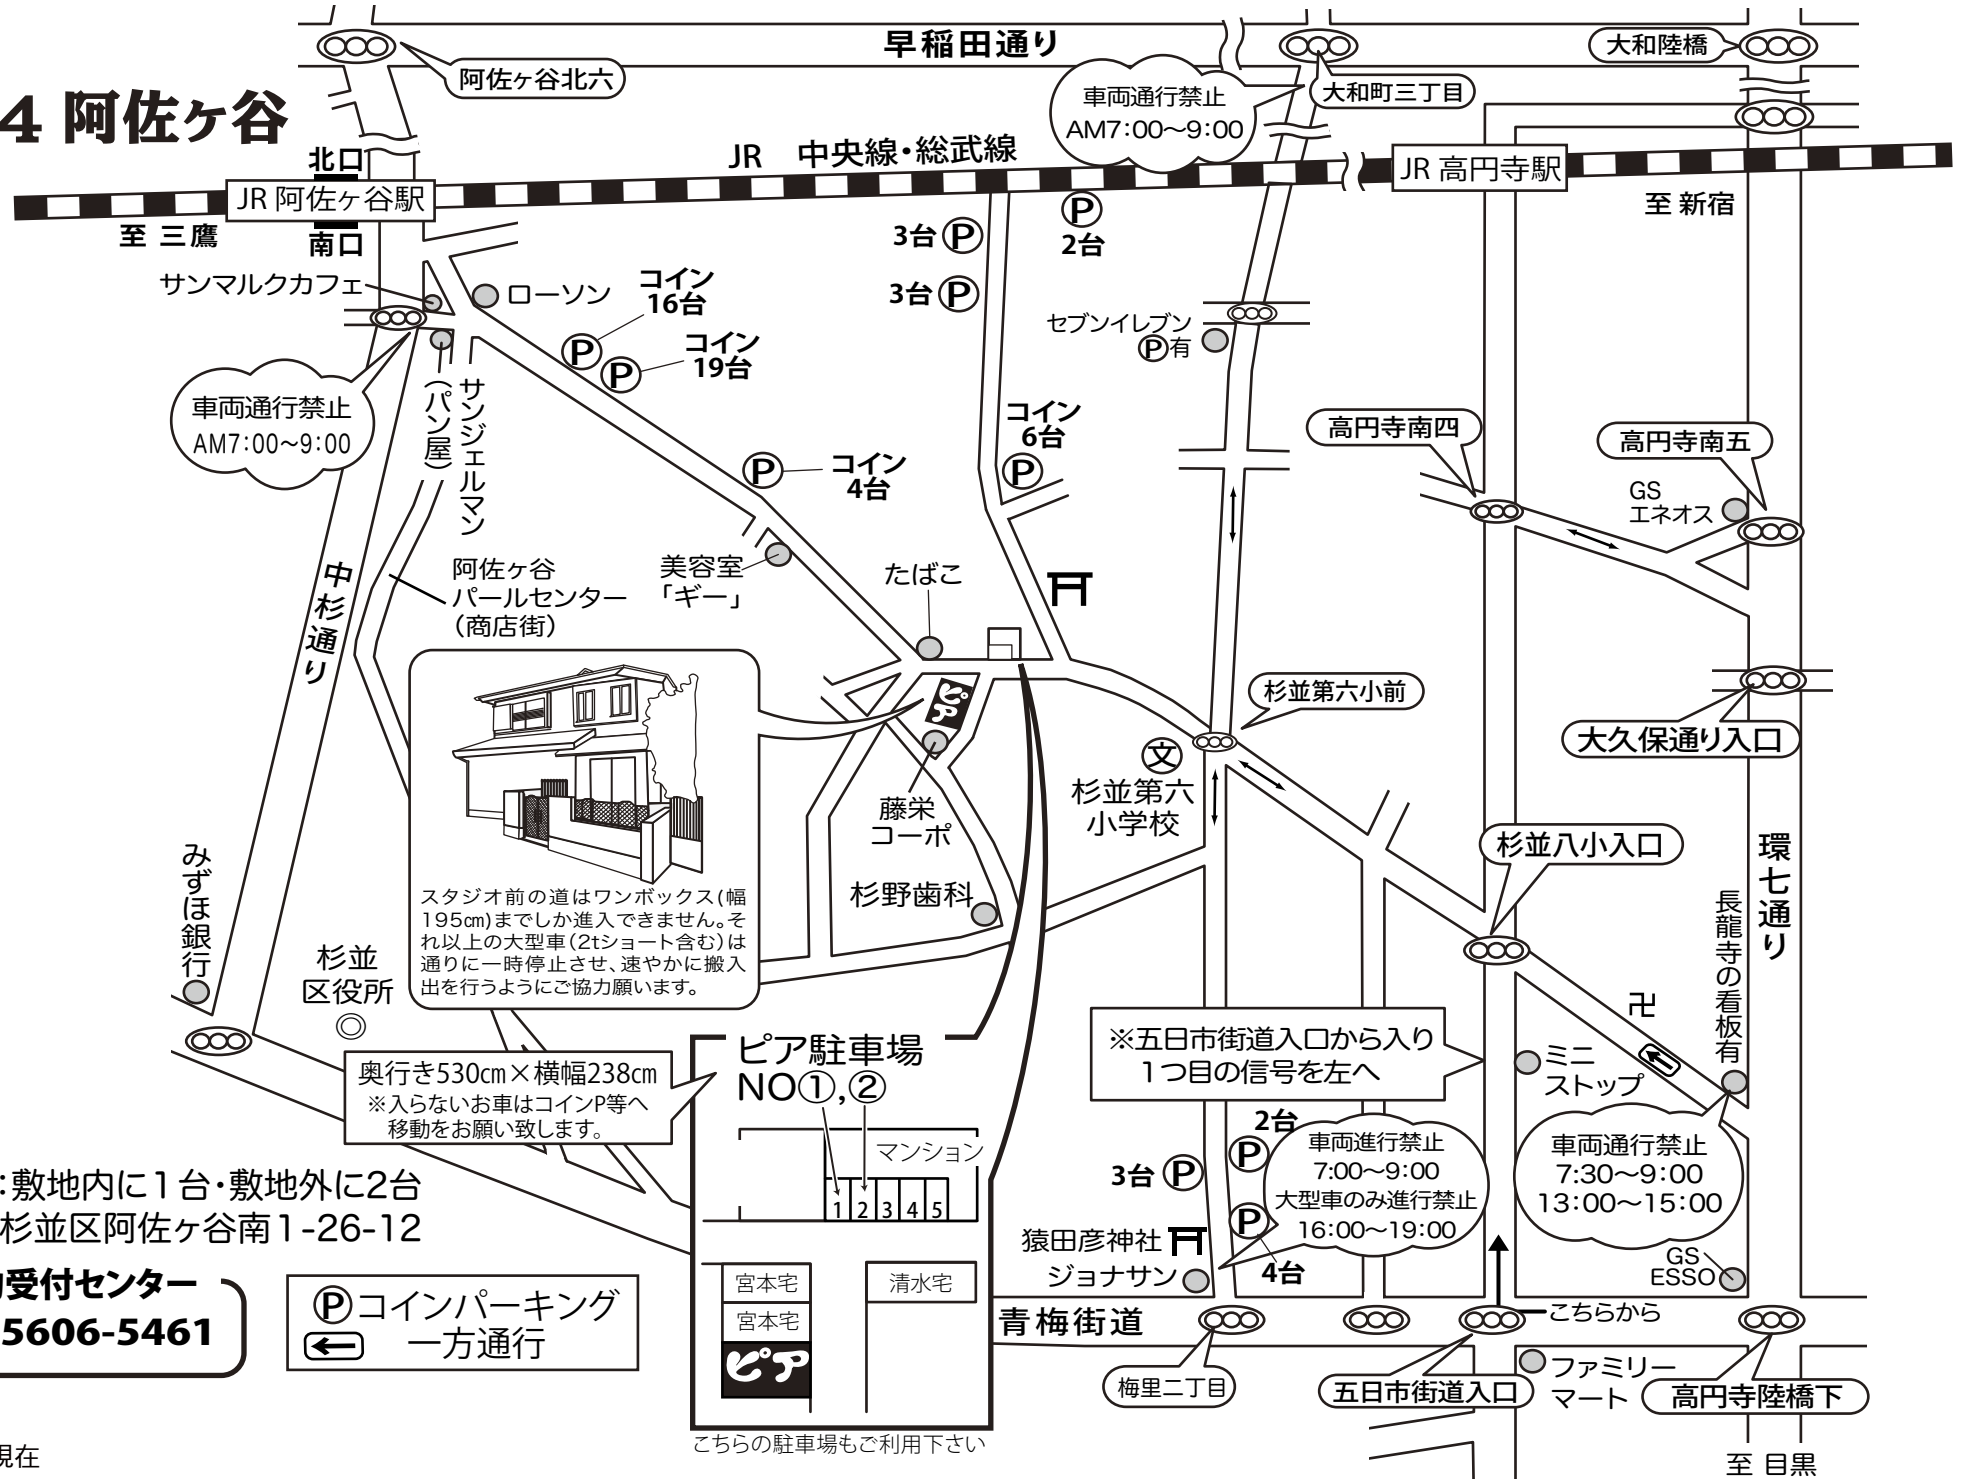 早稲田通り
大和陸橋
阿佐ヶ谷北六
大和町三丁目
車両通行禁止
AM7:00〜9:00
4 阿佐ヶ谷
北口
JR 中央線・総武線
JR 阿佐ヶ谷駅
JR 高円寺駅
至 三鷹
南口
至 新宿
3台 Ⓟ
Ⓟ
2台
3台 Ⓟ
サンマルクカフェ
ローソン
コイン
16台
Ⓟ
コイン
19台
Ⓟ
セブンイレブン
Ⓟ有
車両通行禁止
AM7:00〜9:00
サンジェルマン
(パン屋)
コイン
6台
Ⓟ
コイン
4台
Ⓟ
高円寺南四
高円寺南五
GS
エネオス
中杉通り
阿佐ヶ谷
パールセンター
(商店街)
美容室
「ギー」
たばこ
ピア
藤栄
コーポ
杉並第六小前
文
杉並第六
小学校
大久保通り入口
杉野歯科
杉並八小入口
環七通り
長龍寺の看板有
卍
みずほ銀行
杉並
区役所
スタジオ前の道はワンボックス(幅
195㎝)までしか進入できません。そ
れ以上の大型車(2tショート含む)は
通りに一時停止させ、速やかに搬入
出を行うようにご協力願います。
奥行き530㎝×横幅238㎝
※入らないお車はコインP等へ
移動をお願い致します。
ピア駐車場
NO①,②
マンション
1 2 3 4 5
宮本宅
清水宅
宮本宅
ピア
こちらの駐車場もご利用下さい
※五日市街道入口から入り
1つ目の信号を左へ
ミニ
ストップ
2台
Ⓟ
3台 Ⓟ
Ⓟ
4台
車両進行禁止
7:00〜9:00
大型車のみ進行禁止
16:00〜19:00
車両通行禁止
7:30〜9:00
13:00〜15:00
猿田彦神社
ジョナサン
GS
ESSO
こちらから
青梅街道
梅里二丁目
五日市街道入口
ファミリー
マート
高円寺陸橋下
至 目黒
:敷地内に1台・敷地外に2台
杉並区阿佐ヶ谷南1-26-12
受付センター
5606-5461
Ⓟコインパーキング
一方通行
現在